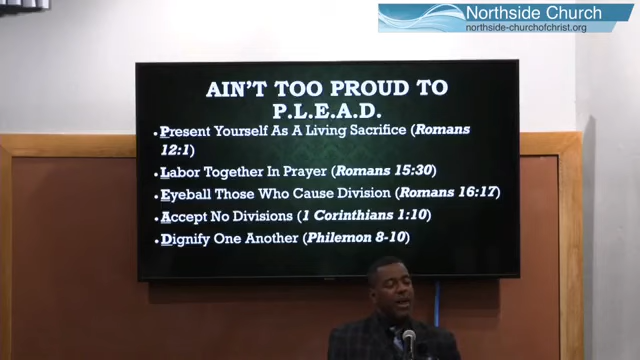 Northside Church
northside-churchofchrist.org
AIN'T TOO PROUD TO
P.L.E.A.D.
• Present Yourself As A Living Sacrifice (Romans
12:1)
• Labor Together In Prayer (Romans 15:30)
• Eyeball Those Who Cause Division (Romans 16:17)
• Accept No Divisions (1 Corinthians 1:10)
• Dignify One Another (Philemon 8-10)